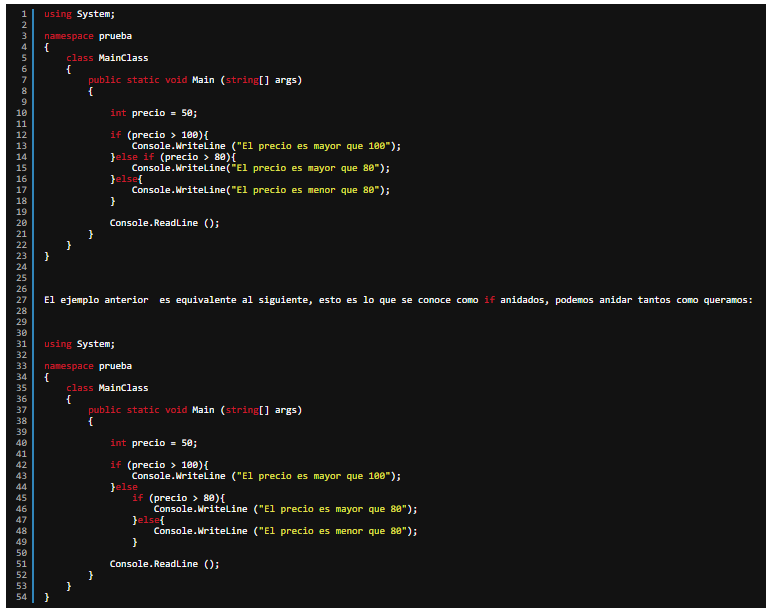 1 using System;
2
3 namespace prueba
4 {
5     class MainClass
6     {
7         public static void Main (string[] args)
8         {
9
10             int precio = 50;
11
12             if (precio > 100){
13                 Console.WriteLine ("El precio es mayor que 100");
14             }else if (precio > 80){
15                 Console.WriteLine("El precio es mayor que 80");
16             }else{
17                 Console.WriteLine("El precio es menor que 80");
18             }
19
20             Console.ReadLine ();
21         }
22     }
23 }
24
25
26
27 El ejemplo anterior  es equivalente al siguiente, esto es lo que se conoce como if anidados, podemos anidar tantos como queramos:
28
29
30
31 using System;
32
33 namespace prueba
34 {
35     class MainClass
36     {
37         public static void Main (string[] args)
38         {
39
40             int precio = 50;
41
42             if (precio > 100){
43                 Console.WriteLine ("El precio es mayor que 100");
44             }else
45                 if (precio > 80){
46                     Console.WriteLine ("El precio es mayor que 80");
47                 }else{
48                     Console.WriteLine ("El precio es menor que 80");
49                 }
50
51             Console.ReadLine ();
52         }
53     }
54 }